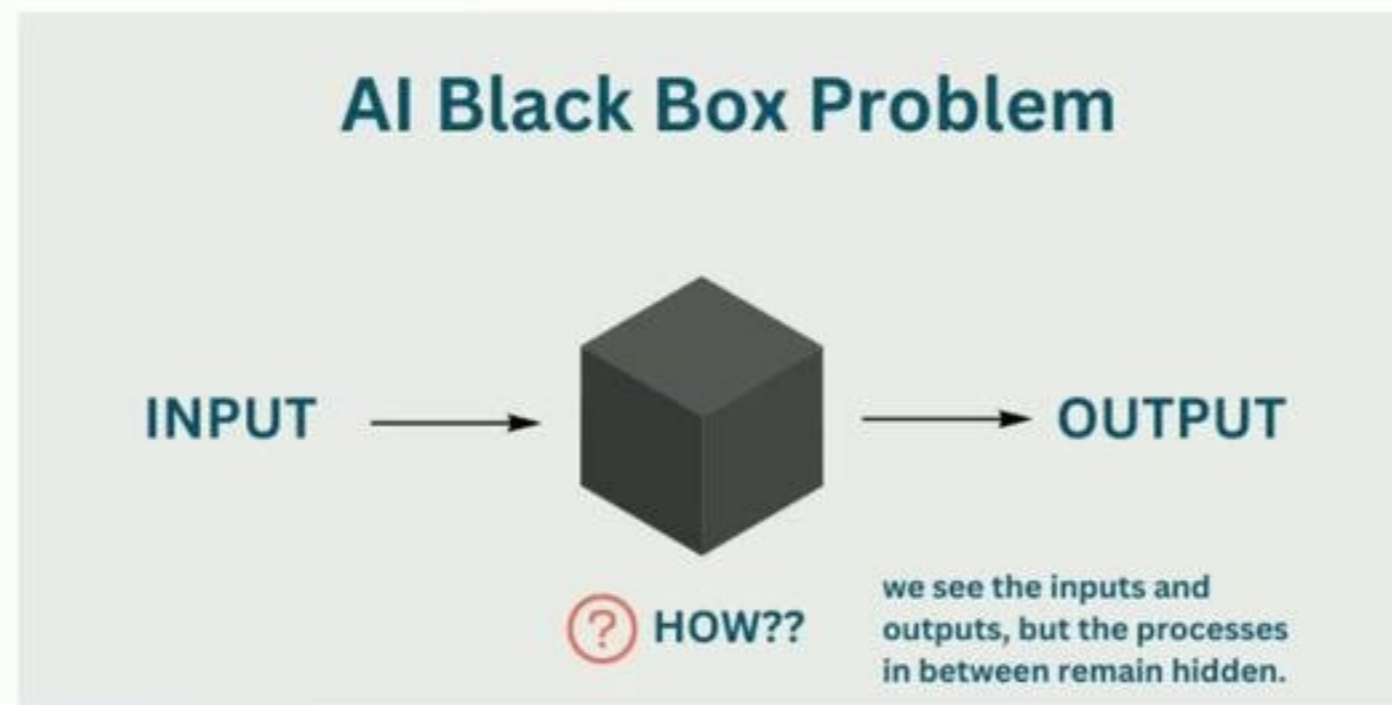 AI Black Box Problem
INPUT
OUTPUT
? HOW??
we see the inputs and
outputs, but the processes
in between remain hidden.